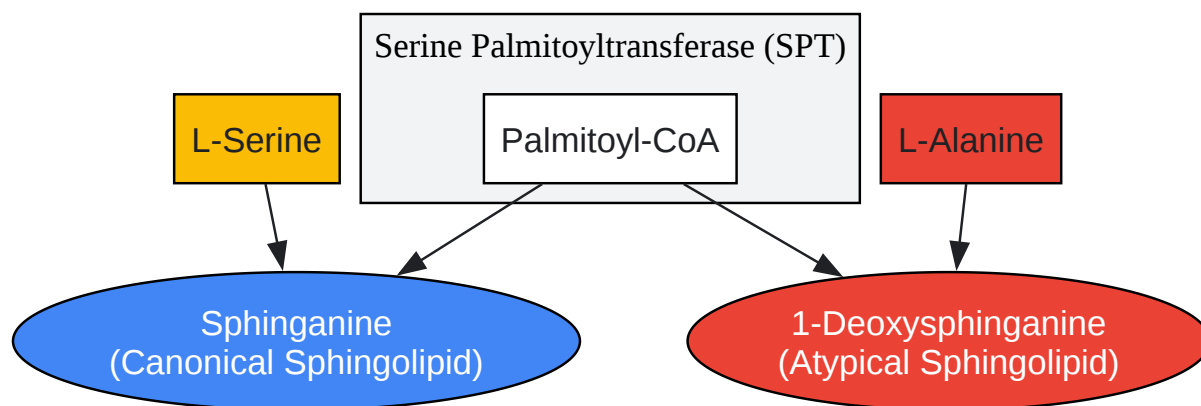 Serine Palmitoyltransferase (SPT)
L-Serine
Palmitoyl-CoA
L-Alanine
Sphinganine
(Canonical Sphingolipid)
1-Deoxysphinganine
(Atypical Sphingolipid)